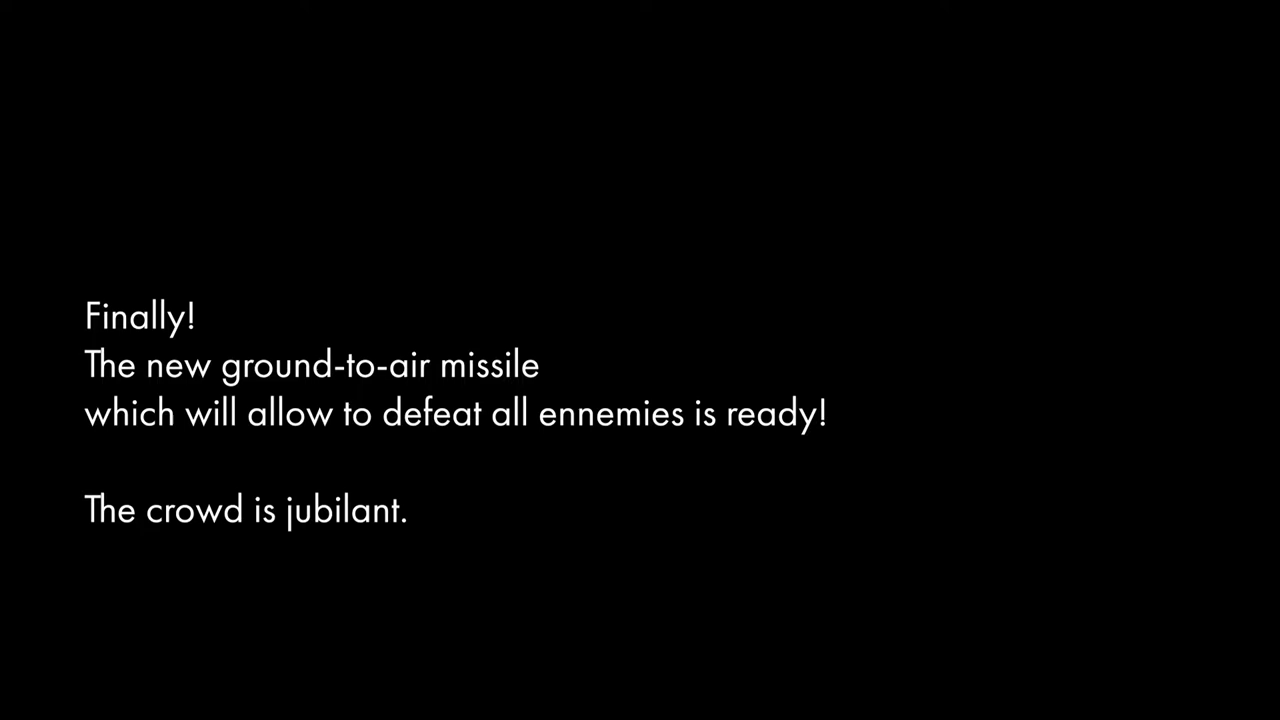 Finally!
The new ground-to-air missile
which will allow to defeat all ennemies is ready!
The crowd is jubilant.